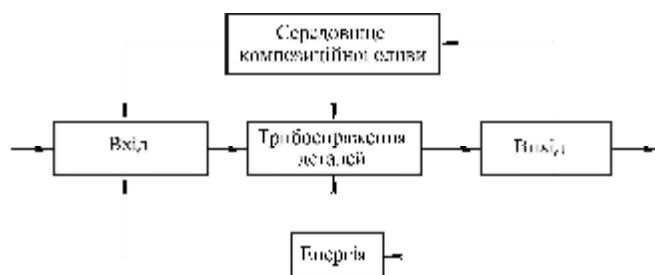 Середовище
композиційної оливи
Вхід
Трибоспряження
деталей
Вихід
Енергія